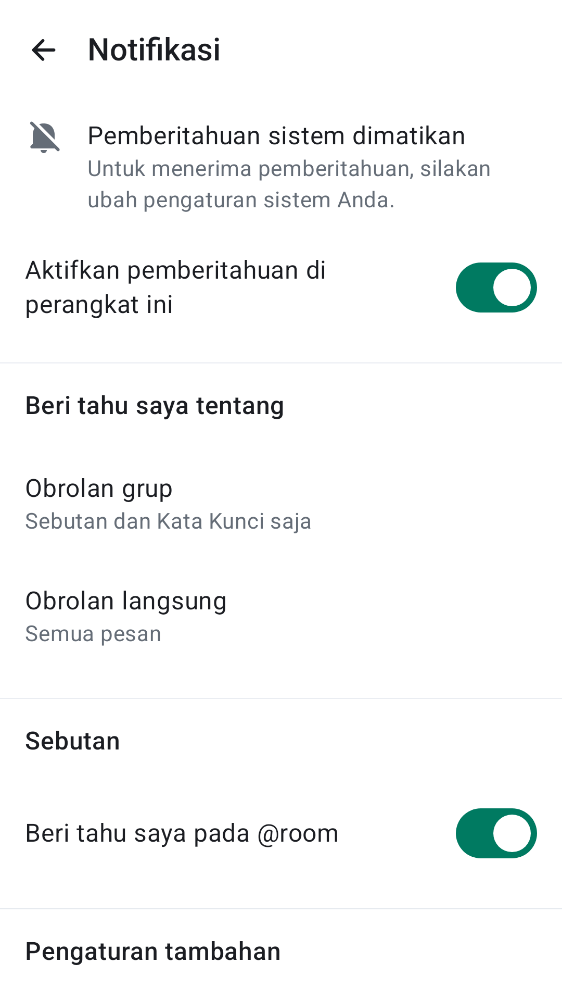 Notifikasi
Pemberitahuan sistem dimatikan
Untuk menerima pemberitahuan, silakan
ubah pengaturan sistem Anda.
Aktifkan pemberitahuan di
perangkat ini
Beri tahu saya tentang
Obrolan grup
Sebutan dan Kata Kunci saja
Obrolan langsung
Semua pesan
Sebutan
Beri tahu saya pada @room
Pengaturan tambahan